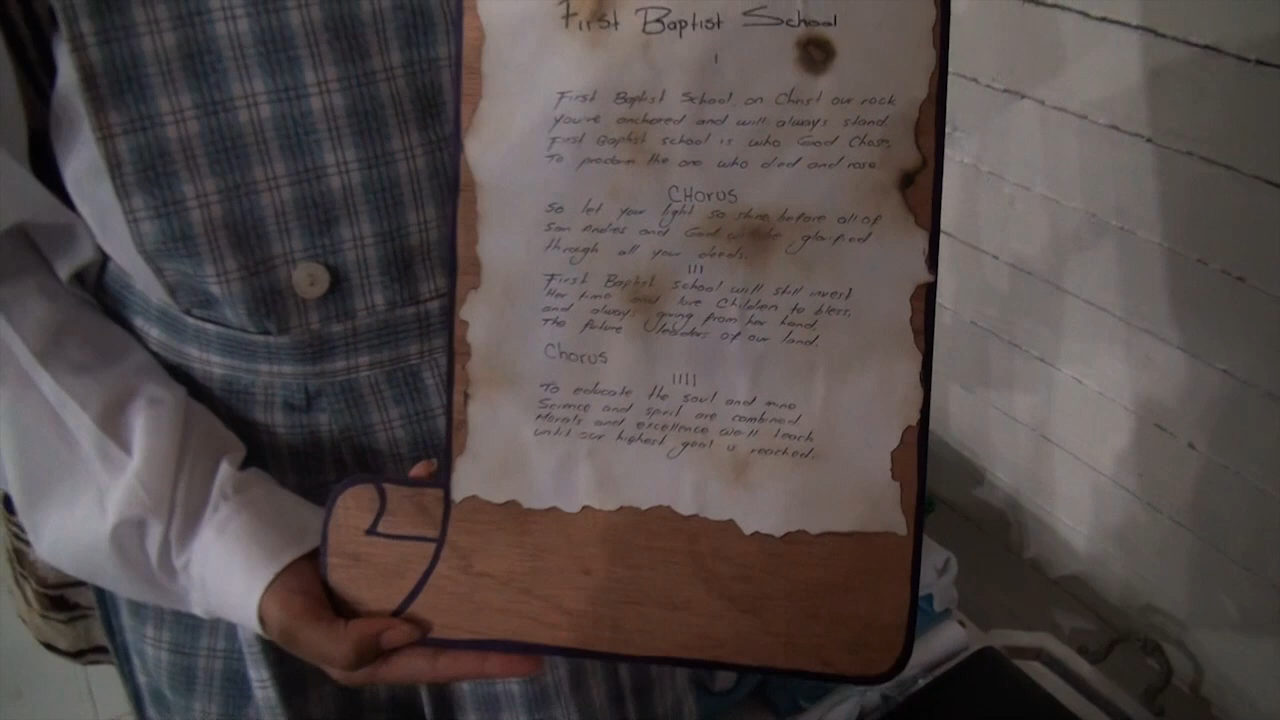 First Baptist School
I
First Baptist School, on Christ our rock
You've anchored and will always stand.
First Baptist school is who God Chose,
To proclaim the one who died and rose
CHORUS
So let your light so shine before all of
San Andres and God will be glorified
through all your deeds.
III
First Baptist school will still invest
Her time and love Children to bless,
and always giving from her hand,
The future leaders of our land.
Chorus
IIII
To educate the soul and mind
Science and spirit are combined
Morals and excellence we'll teach
until our highest goal is reached.